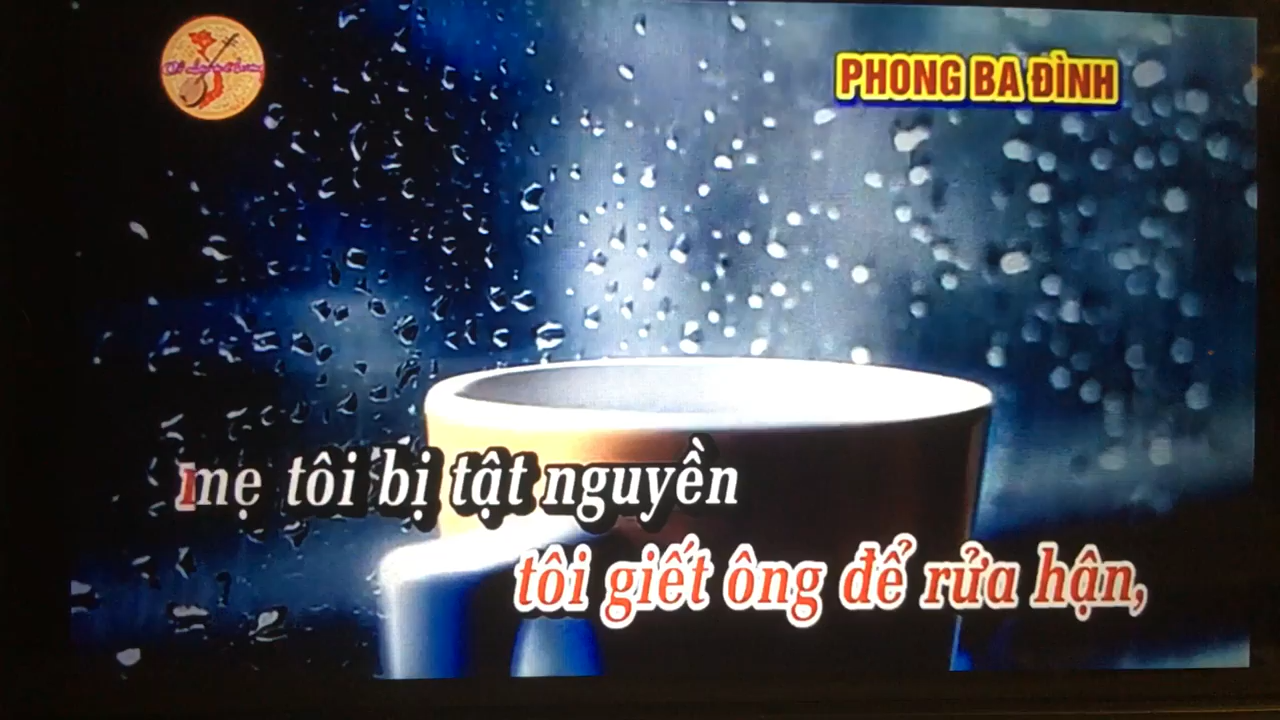 PHONG BA ĐÌNH
mẹ tôi bị tật nguyền
tôi giết ông để rửa hận,